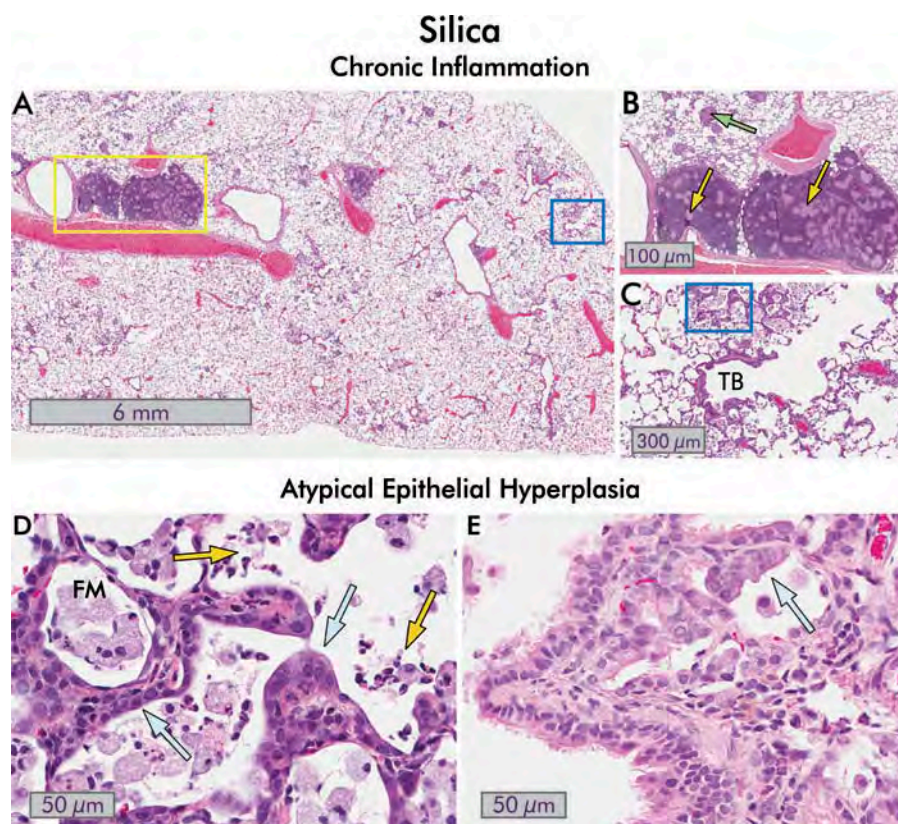 Silica
Chronic Inflammation
A
B
6 mm
100 µm
C
TB
300 µm
Atypical Epithelial Hyperplasia
D
E
FM
50 µm
50 µm